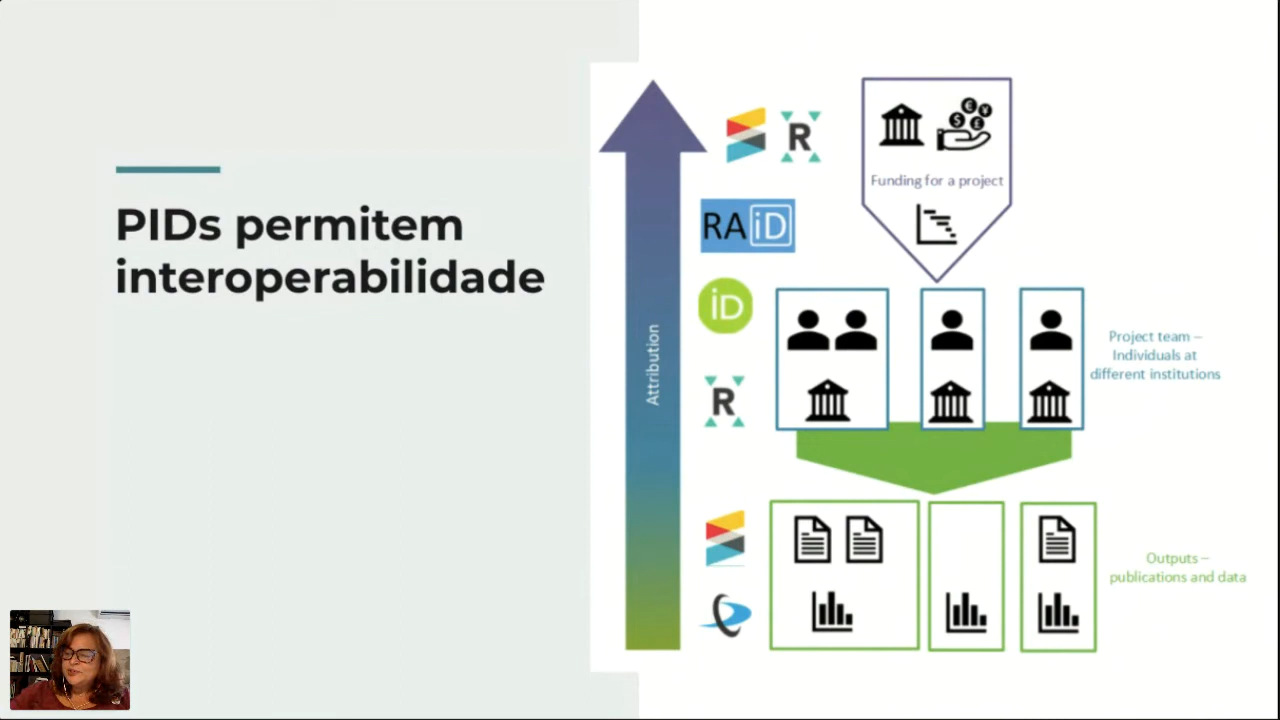 PIDs permitem
interoperabilidade
Attribution
R
RAiD
iD
R
Funding for a project
Project team –
Individuals at
different institutions
Outputs –
publications and data